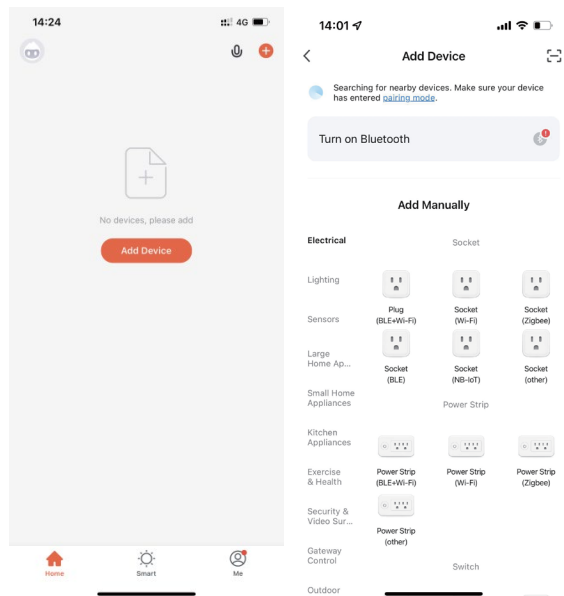 14:24
4G
No devices, please add
Add Device
Home
Smart
Me
14:01
Add Device
Searching for nearby devices. Make sure your device
has entered pairing mode.
Turn on Bluetooth
Add Manually
Electrical
Lighting
Sensors
Large
Home Ap...
Small Home
Appliances
Kitchen
Appliances
Exercise
& Health
Security &
Video Sur...
Gateway
Control
Outdoor
Socket
Plug
(BLE+Wi-Fi)
Socket
(Wi-Fi)
Socket
(Zigbee)
Socket
(BLE)
Socket
(NB-IoT)
Socket
(other)
Power Strip
Power Strip
(BLE+Wi-Fi)
Power Strip
(Wi-Fi)
Power Strip
(Zigbee)
Power Strip
(other)
Switch